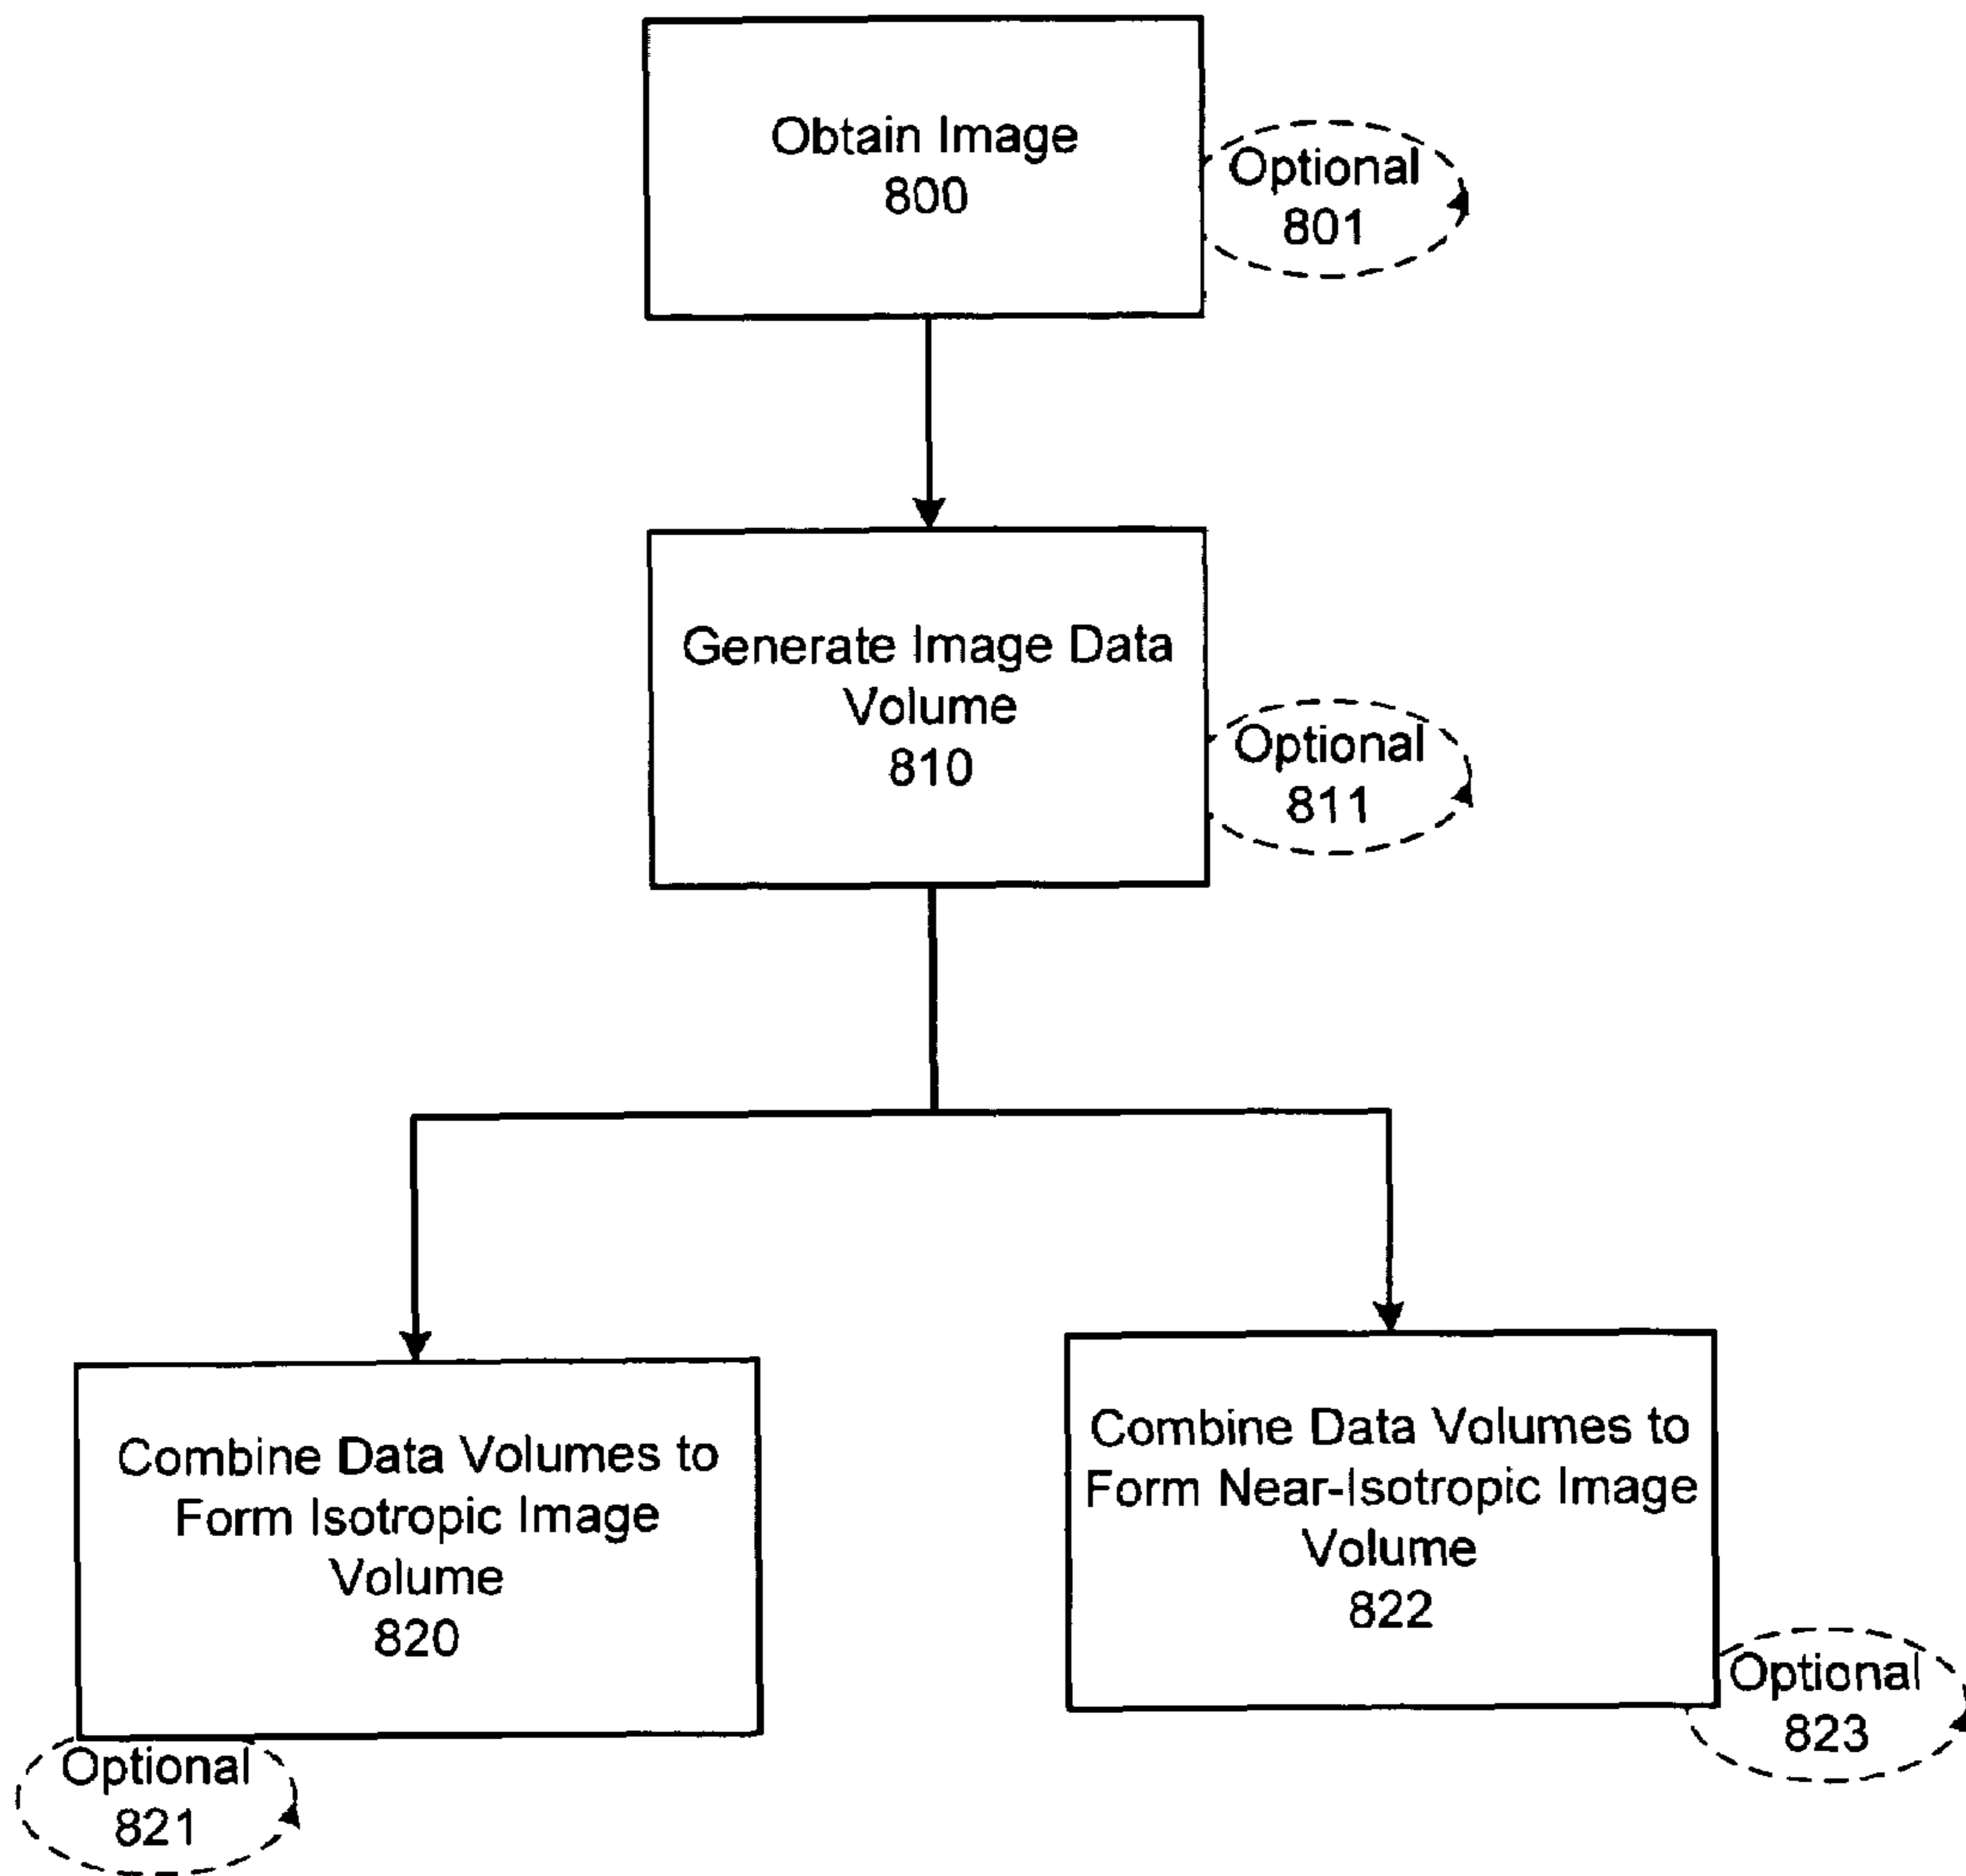 Obtain Image
800
Optional
801
Generate Image Data
Volume
810
Optional
811
Combine Data Volumes to
Form Isotropic Image
Volume
820
Optional
821
Combine Data Volumes to
Form Near-Isotropic Image
Volume
822
Optional
823